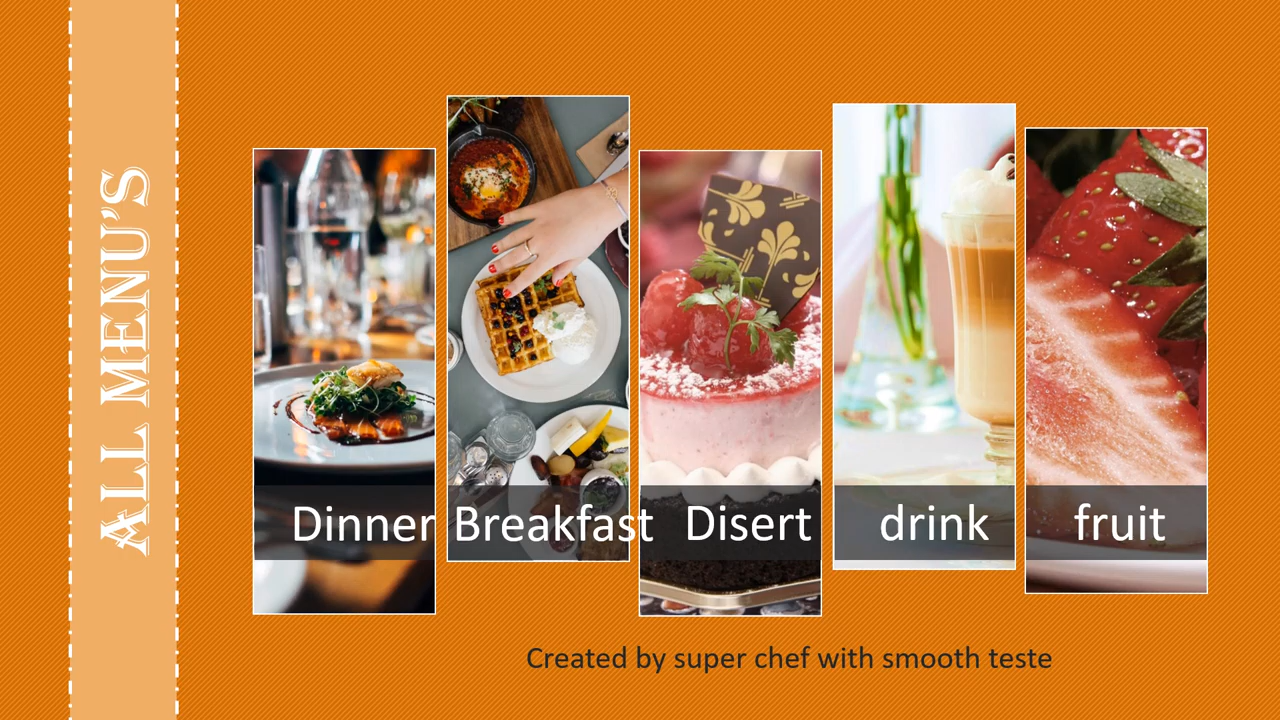 ALL MENU'S
Dinner
Breakfast
Disert
drink
fruit
Created by super chef with smooth teste